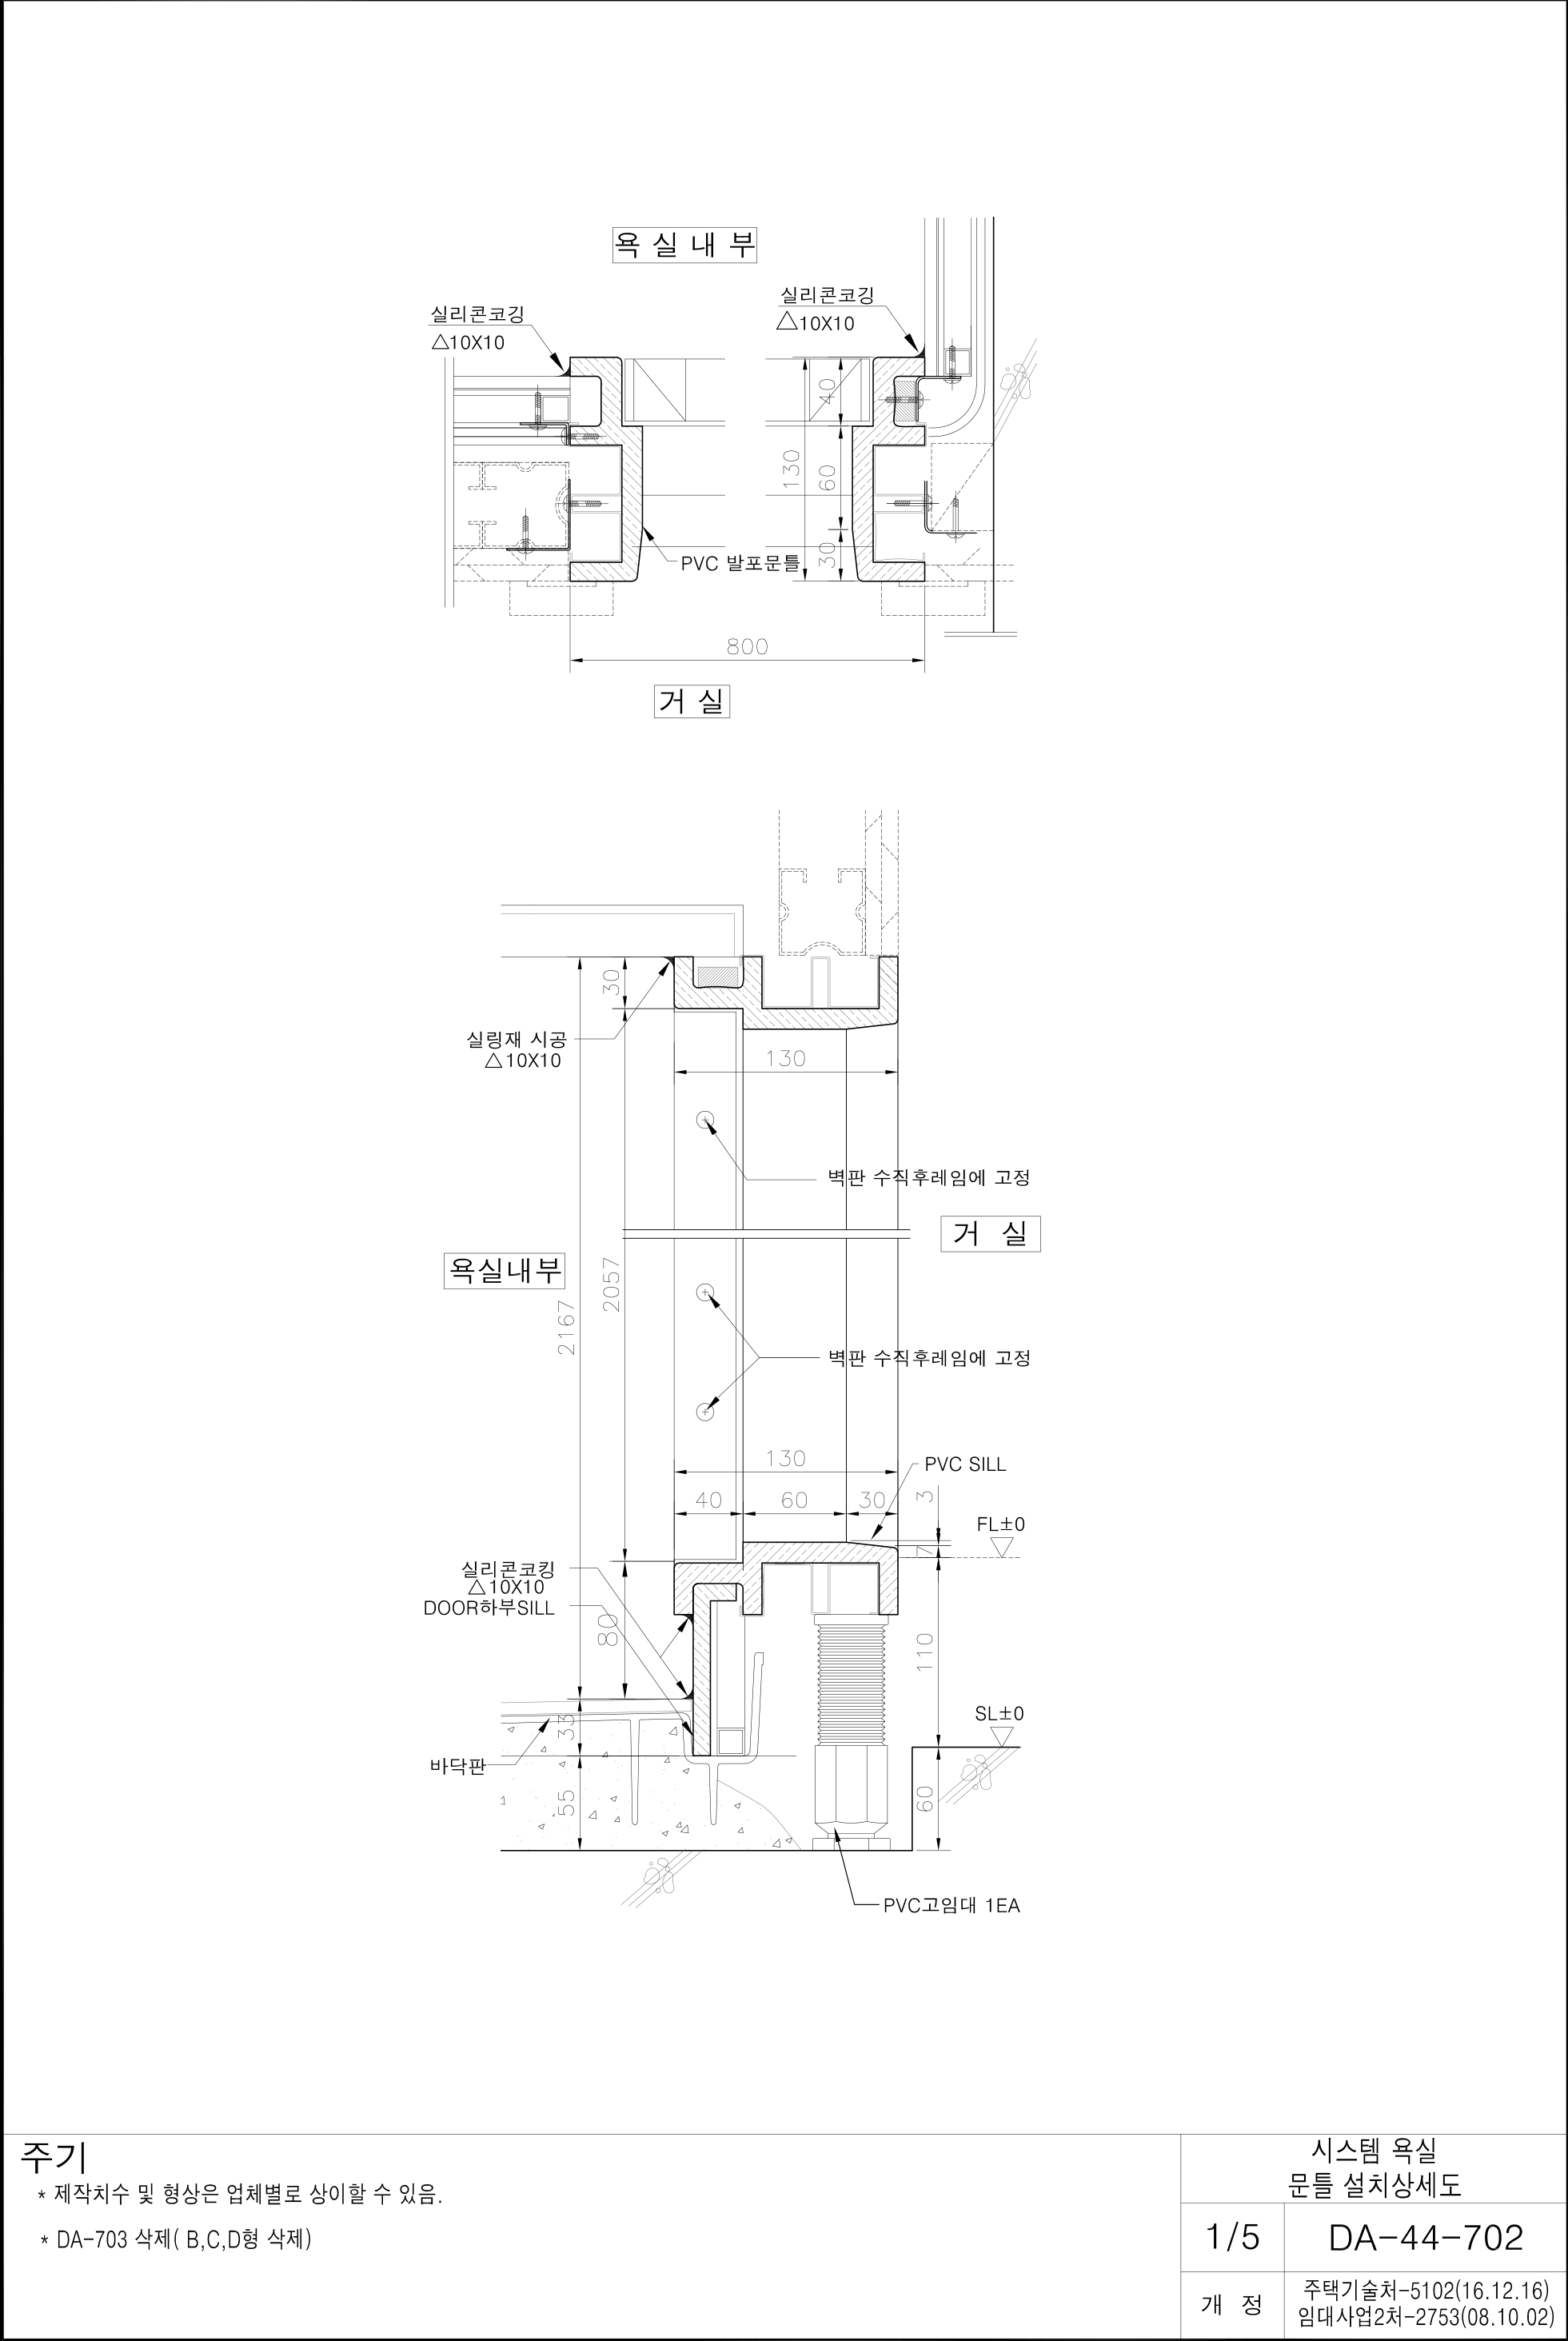 욕 실 내 부
실리콘코깅
△10X10
실리콘코깅
△10X10
40
130
60
30
PVC 발포문틀
800
거 실
30
실링재 시공
△10X10
130
벽판 수직후레임에 고정
거 실
욕실내부
2057
2167
벽판 수직후레임에 고정
130
PVC SILL
40
60
30
3
FL±0
7
실리콘코킹
△10X10
DOOR하부SILL
80
110
SL±0
33
바닥판
55
60
PVC고임대 1EA
주기
* 제작치수 및 형상은 업체별로 상이할 수 있음.
* DA-703 삭제( B,C,D형 삭제)
시스템 욕실
문틀 설치상세도
1/5
DA-44-702
개 정
주택기술처-5102(16.12.16)
임대사업2처-2753(08.10.02)